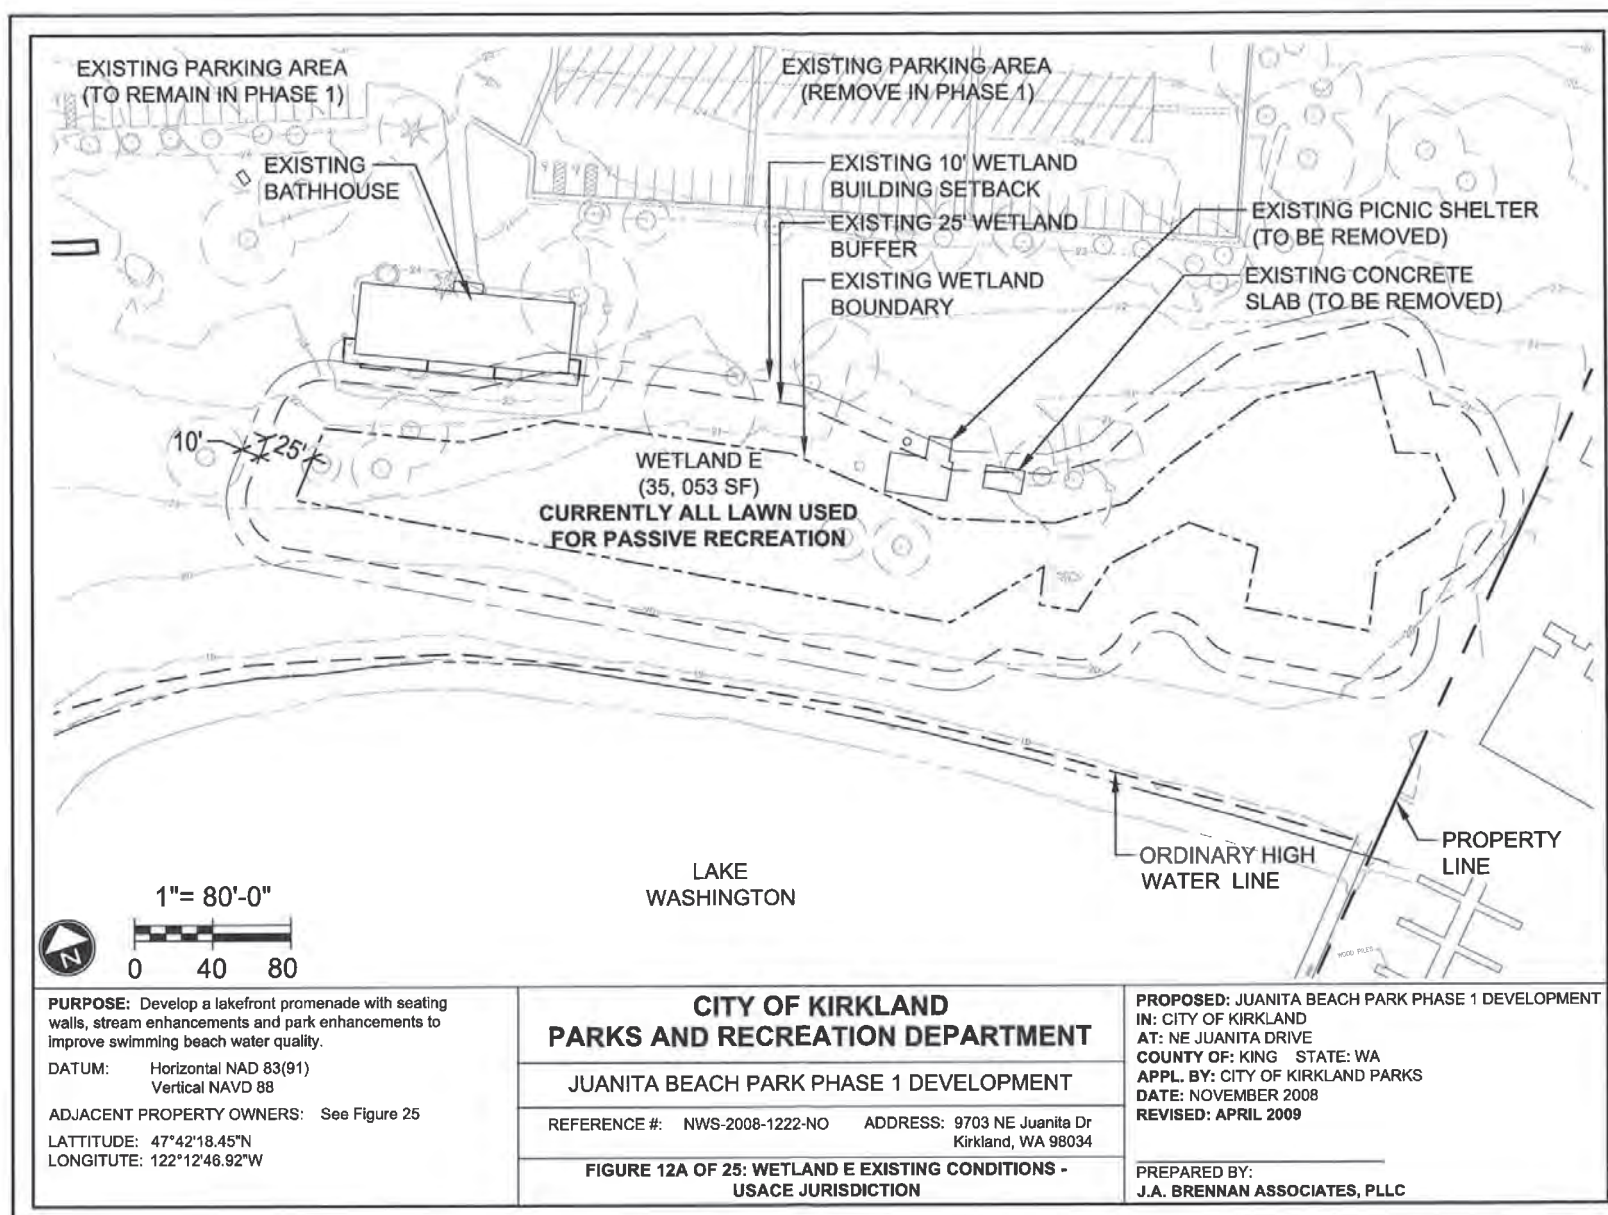 EXISTING PARKING AREA
(TO REMAIN IN PHASE 1)
EXISTING PARKING AREA
(REMOVE IN PHASE 1)
EXISTING
BATHHOUSE
EXISTING 10' WETLAND
BUILDING SETBACK
EXISTING 25' WETLAND
BUFFER
EXISTING WETLAND
BOUNDARY
EXISTING PICNIC SHELTER
(TO BE REMOVED)
EXISTING CONCRETE
SLAB (TO BE REMOVED)
10'
25'
WETLAND E
(35, 053 SF)
CURRENTLY ALL LAWN USED
FOR PASSIVE RECREATION
LAKE
WASHINGTON
ORDINARY HIGH
WATER LINE
PROPERTY
LINE
WOOD PILES
1"= 80'-0"
N
0 40 80
PURPOSE: Develop a lakefront promenade with seating
walls, stream enhancements and park enhancements to
improve swimming beach water quality.
DATUM: Horizontal NAD 83(91)
Vertical NAVD 88
ADJACENT PROPERTY OWNERS: See Figure 25
LATTITUDE: 47°42'18.45"N
LONGITUTE: 122°12'46.92"W
CITY OF KIRKLAND
PARKS AND RECREATION DEPARTMENT
JUANITA BEACH PARK PHASE 1 DEVELOPMENT
REFERENCE #: NWS-2008-1222-NO ADDRESS: 9703 NE Juanita Dr
Kirkland, WA 98034
FIGURE 12A OF 25: WETLAND E EXISTING CONDITIONS -
USACE JURISDICTION
PROPOSED: JUANITA BEACH PARK PHASE 1 DEVELOPMENT
IN: CITY OF KIRKLAND
AT: NE JUANITA DRIVE
COUNTY OF: KING STATE: WA
APPL. BY: CITY OF KIRKLAND PARKS
DATE: NOVEMBER 2008
REVISED: APRIL 2009
PREPARED BY:
J.A. BRENNAN ASSOCIATES, PLLC